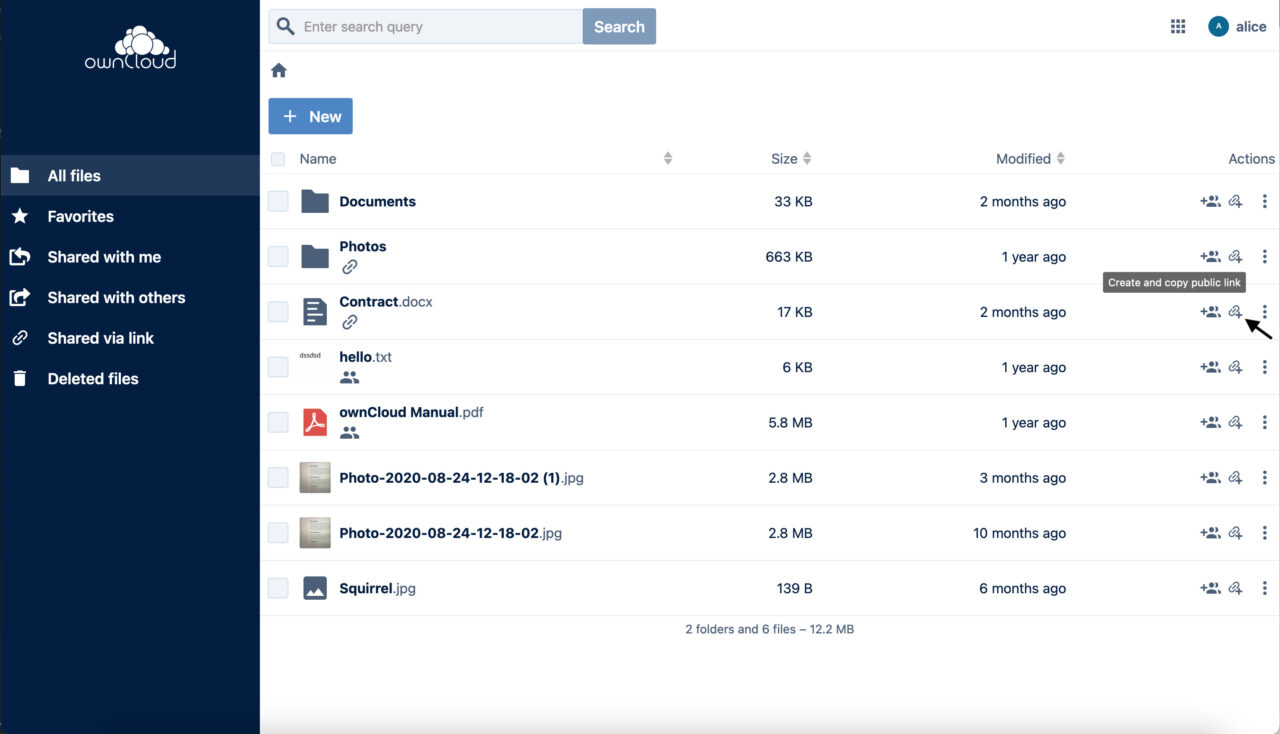 ownCloud
Enter search query
Search
A
alice
New
All files
Favorites
Shared with me
Shared with others
Shared via link
Deleted files
Name
Size
Modified
Actions
Documents
33 KB
2 months ago
Photos
663 KB
1 year ago
Create and copy public link
Contract.docx
17 KB
2 months ago
dssdsd
hello.txt
6 KB
1 year ago
ownCloud Manual.pdf
5.8 MB
1 year ago
Photo-2020-08-24-12-18-02 (1).jpg
2.8 MB
3 months ago
Photo-2020-08-24-12-18-02.jpg
2.8 MB
10 months ago
Squirrel.jpg
139 B
6 months ago
2 folders and 6 files – 12.2 MB